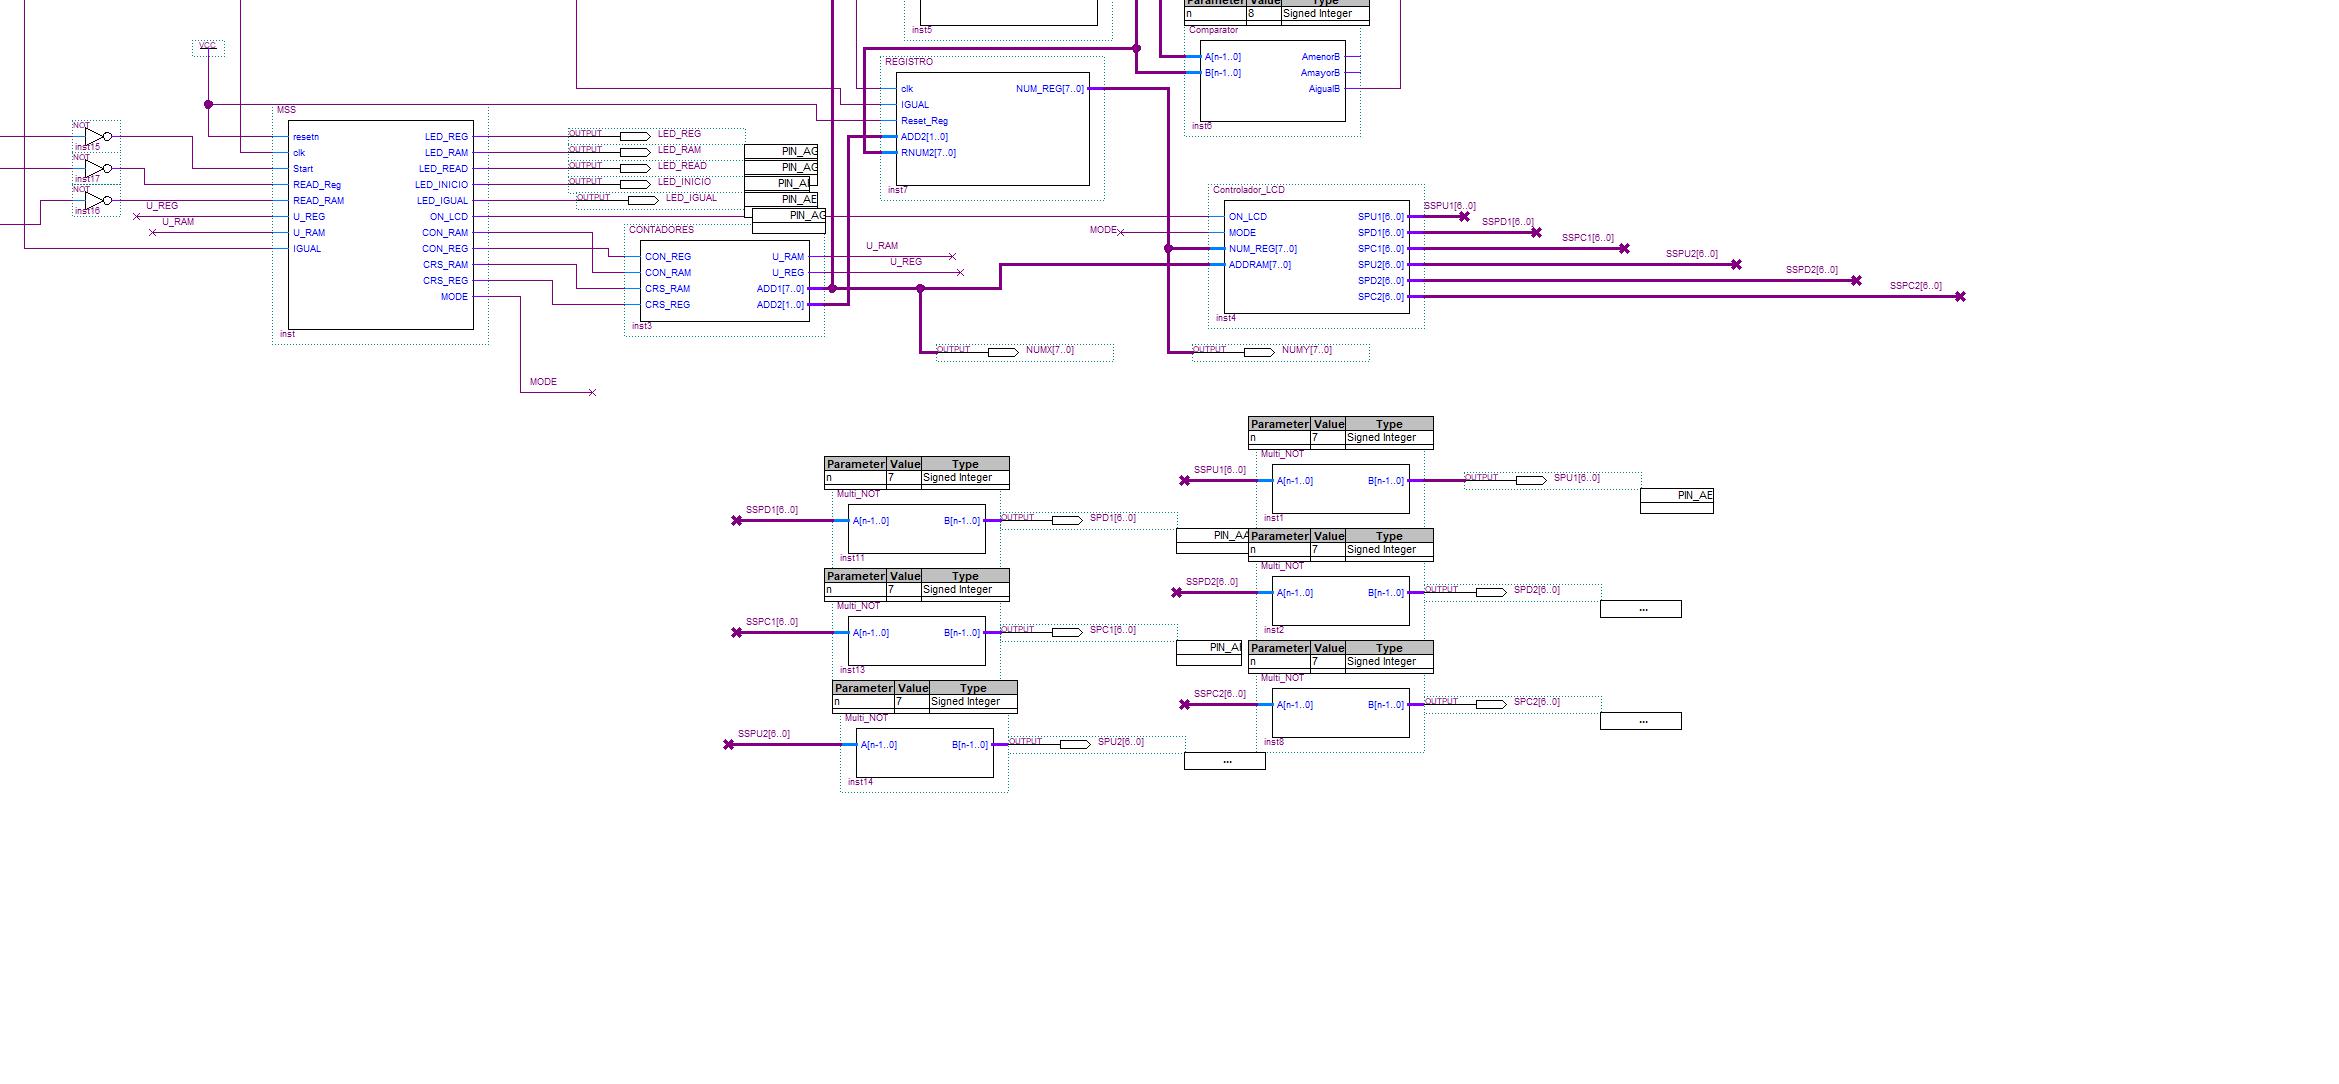 Parameter Value Type
n 8 Signed Integer
inst5
Comparator
A[n-1..0] AmenorB
B[n-1..0] AmayorB
AigualB
inst6
VCC
REGISTRO
clk NUM_REG[7..0]
IGUAL
Reset_Reg
ADD2[1..0]
RNUM2[7..0]
inst7
NOT
inst15
NOT
inst17
NOT
inst16
U_REG
U_RAM
MSS
resetn LED_REG
clk LED_RAM
Start LED_READ
READ_Reg LED_INICIO
READ_RAM LED_IGUAL
U_REG ON_LCD
U_RAM CON_RAM
IGUAL CON_REG
CRS_RAM
CRS_REG
MODE
inst
OUTPUT LED_REG
OUTPUT LED_RAM
OUTPUT LED_READ
OUTPUT LED_INICIO
OUTPUT LED_IGUAL
PIN_AG
PIN_AG
PIN_AE
PIN_AG
CONTADORES
CON_REG U_RAM
CON_RAM U_REG
CRS_RAM ADD1[7..0]
CRS_REG ADD2[1..0]
inst3
U_RAM
U_REG
MODE
Controlador_LCD
ON_LCD SPU1[6..0]
MODE SPD1[6..0]
NUM_REG[7..0] SPC1[6..0]
ADDRAM[7..0] SPU2[6..0]
SPD2[6..0]
SPC2[6..0]
inst4
SSPU1[6..0]
SSPD1[6..0]
SSPC1[6..0]
SSPU2[6..0]
SSPD2[6..0]
SSPC2[6..0]
OUTPUT NUMX[7..0]
OUTPUT NUMY[7..0]
MODE
Parameter Value Type
n 7 Signed Integer
Multi_NOT
SSPU1[6..0]
A[n-1..0] B[n-1..0]
OUTPUT SPU1[6..0]
PIN_AE
inst1
Parameter Value Type
n 7 Signed Integer
Multi_NOT
SSPD1[6..0]
A[n-1..0] B[n-1..0]
OUTPUT SPD1[6..0]
PIN_AA
inst11
Parameter Value Type
n 7 Signed Integer
Multi_NOT
SSPD2[6..0]
A[n-1..0] B[n-1..0]
OUTPUT SPD2[6..0]
...
inst2
Parameter Value Type
n 7 Signed Integer
Multi_NOT
SSPC1[6..0]
A[n-1..0] B[n-1..0]
OUTPUT SPC1[6..0]
inst13
Parameter Value Type
n 7 Signed Integer
Multi_NOT
SSPC2[6..0]
A[n-1..0] B[n-1..0]
OUTPUT SPC2[6..0]
...
inst8
Parameter Value Type
n 7 Signed Integer
Multi_NOT
SSPU2[6..0]
A[n-1..0] B[n-1..0]
OUTPUT SPU2[6..0]
...
inst14